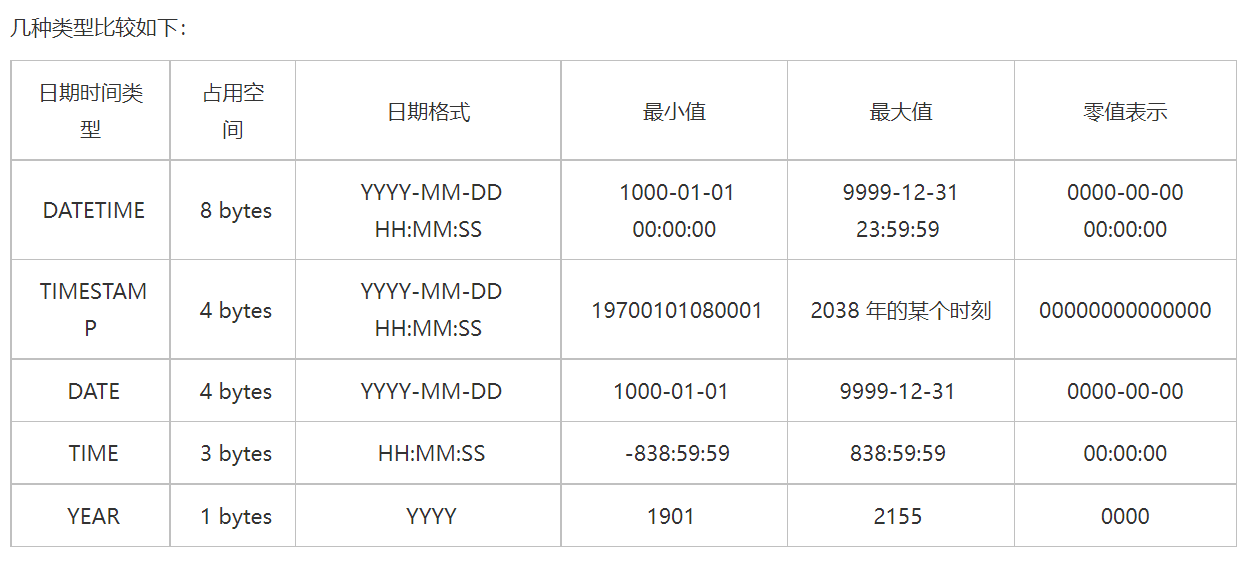 几种类型比较如下：
日期时间类
型
占用空
间
日期格式
最小值
最大值
零值表示
DATETIME
8 bytes
YYYY-MM-DD
HH:MM:SS
1000-01-01
00:00:00
9999-12-31
23:59:59
0000-00-00
00:00:00
TIMESTAM
P
4 bytes
YYYY-MM-DD
HH:MM:SS
19700101080001
2038 年的某个时刻
00000000000000
DATE
4 bytes
YYYY-MM-DD
1000-01-01
9999-12-31
0000-00-00
TIME
3 bytes
HH:MM:SS
-838:59:59
838:59:59
00:00:00
YEAR
1 bytes
YYYY
1901
2155
0000